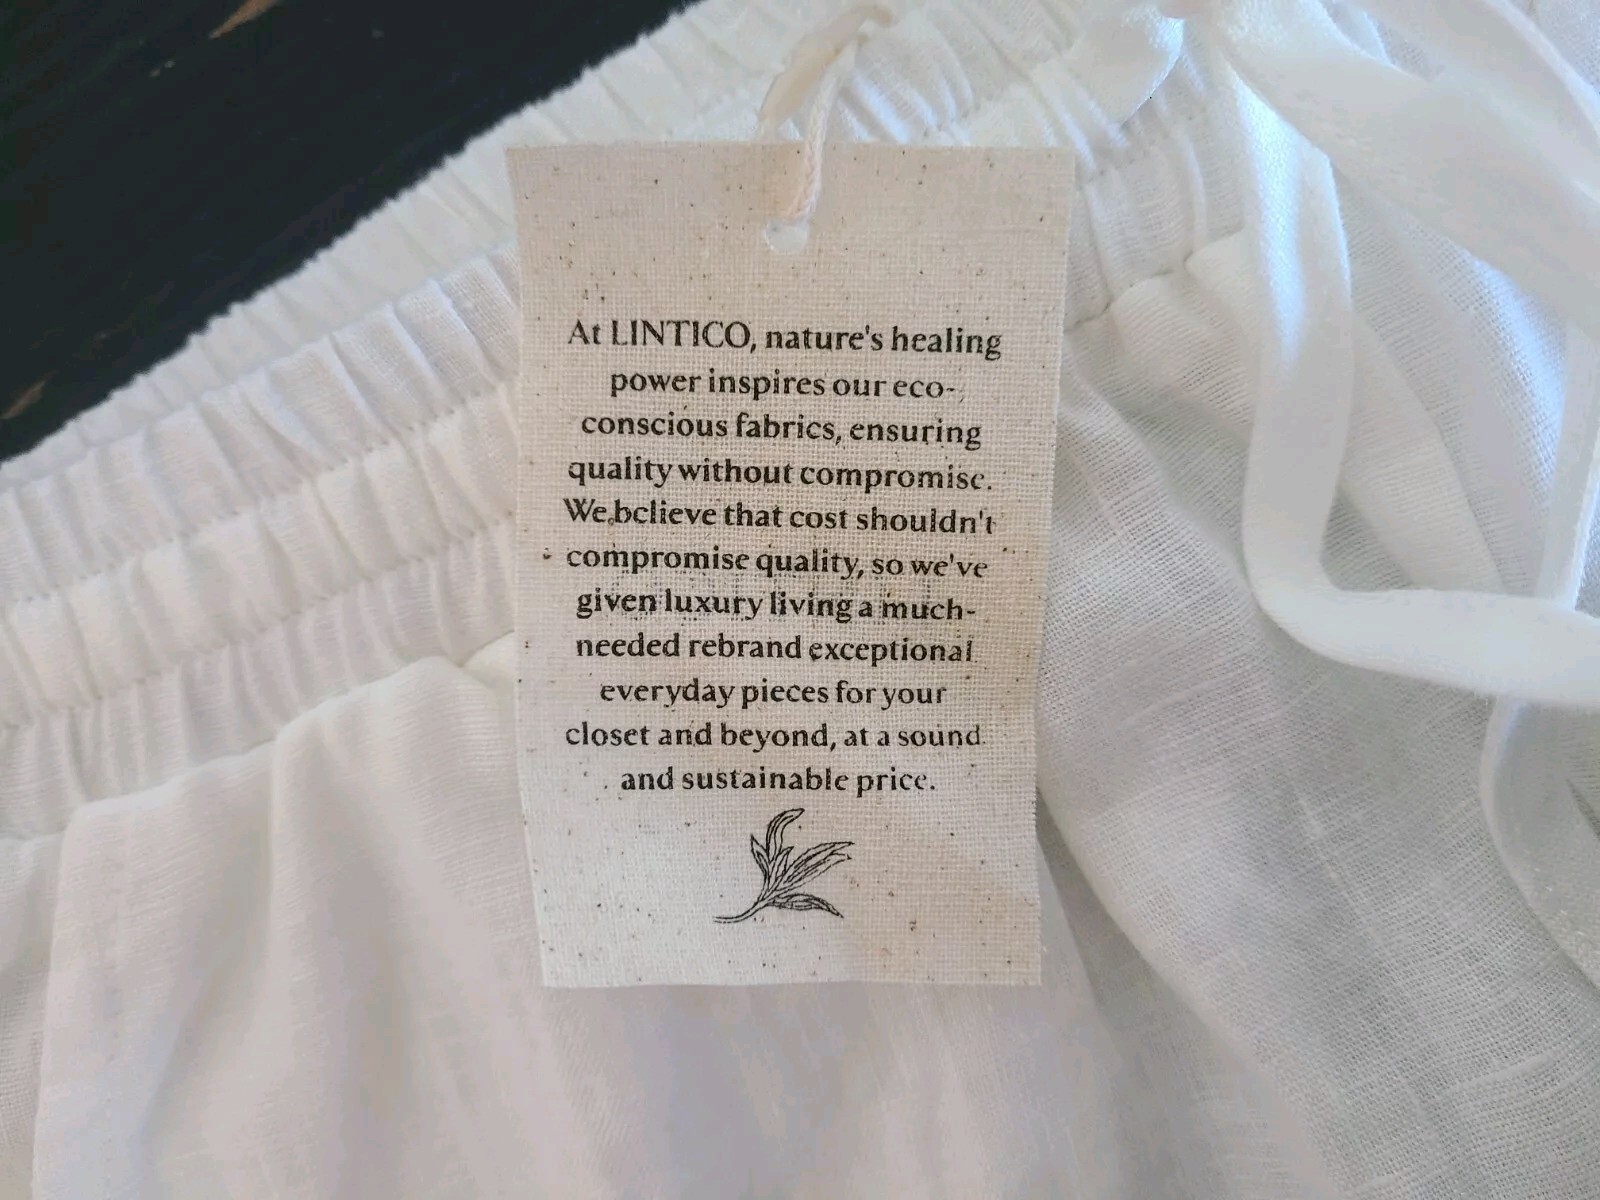 At LINTICO, nature's healing
power inspires our eco-
conscious fabrics, ensuring
quality without compromise.
We believe that cost shouldn't
compromise quality, so we've
given luxury living a much-
needed rebrand exceptional
everyday pieces for your
closet and beyond, at a sound
and sustainable price.